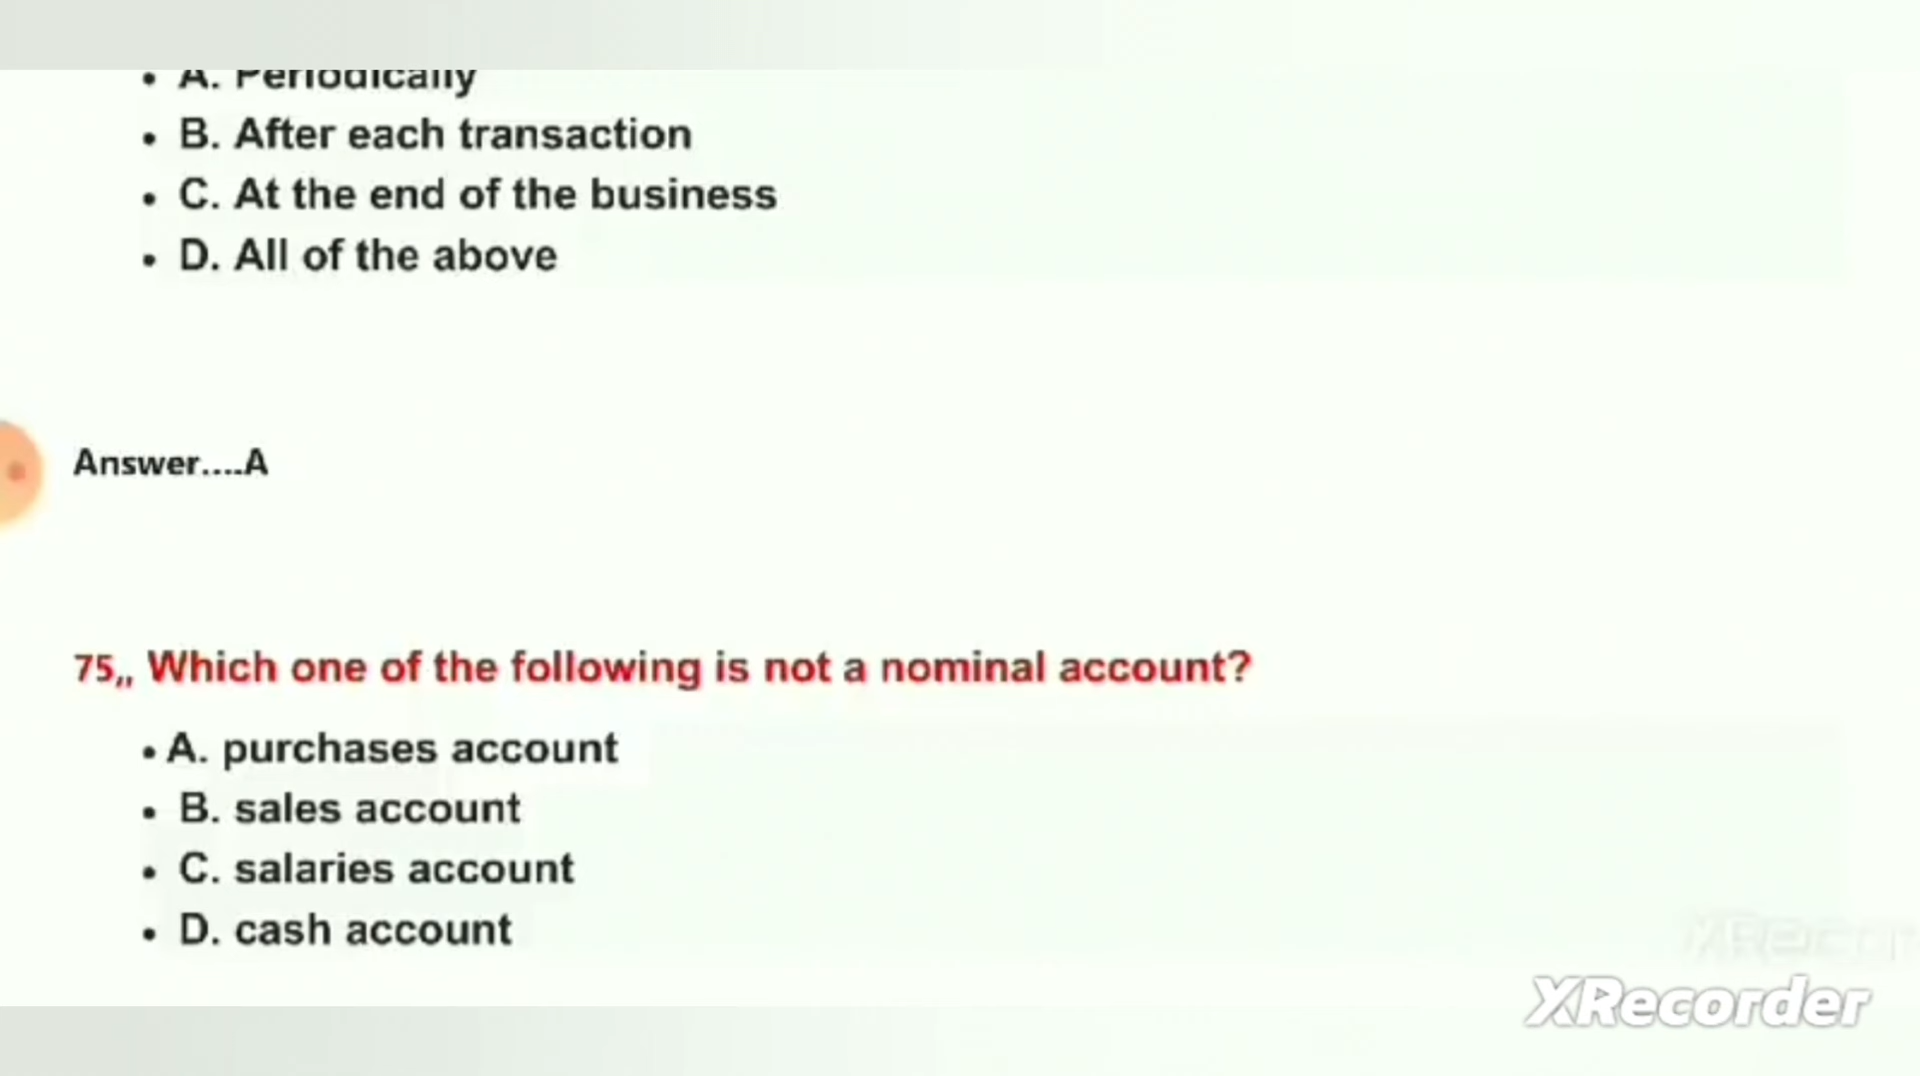 • A. Periodically
• B. After each transaction
• C. At the end of the business
• D. All of the above
Answer....A
75,, Which one of the following is not a nominal account?
• A. purchases account
• B. sales account
• C. salaries account
• D. cash account
XRecor
XRecorder